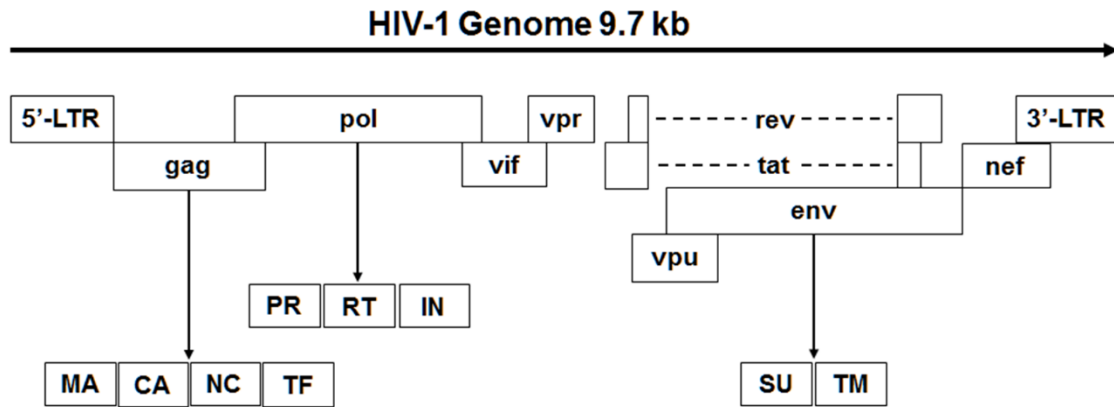 HIV-1 Genome 9.7 kb
5’-LTR pol vpr rev 3’-LTR
gag vif tat nef
env
vpu
PR RT IN
MA CA NC TF SU TM